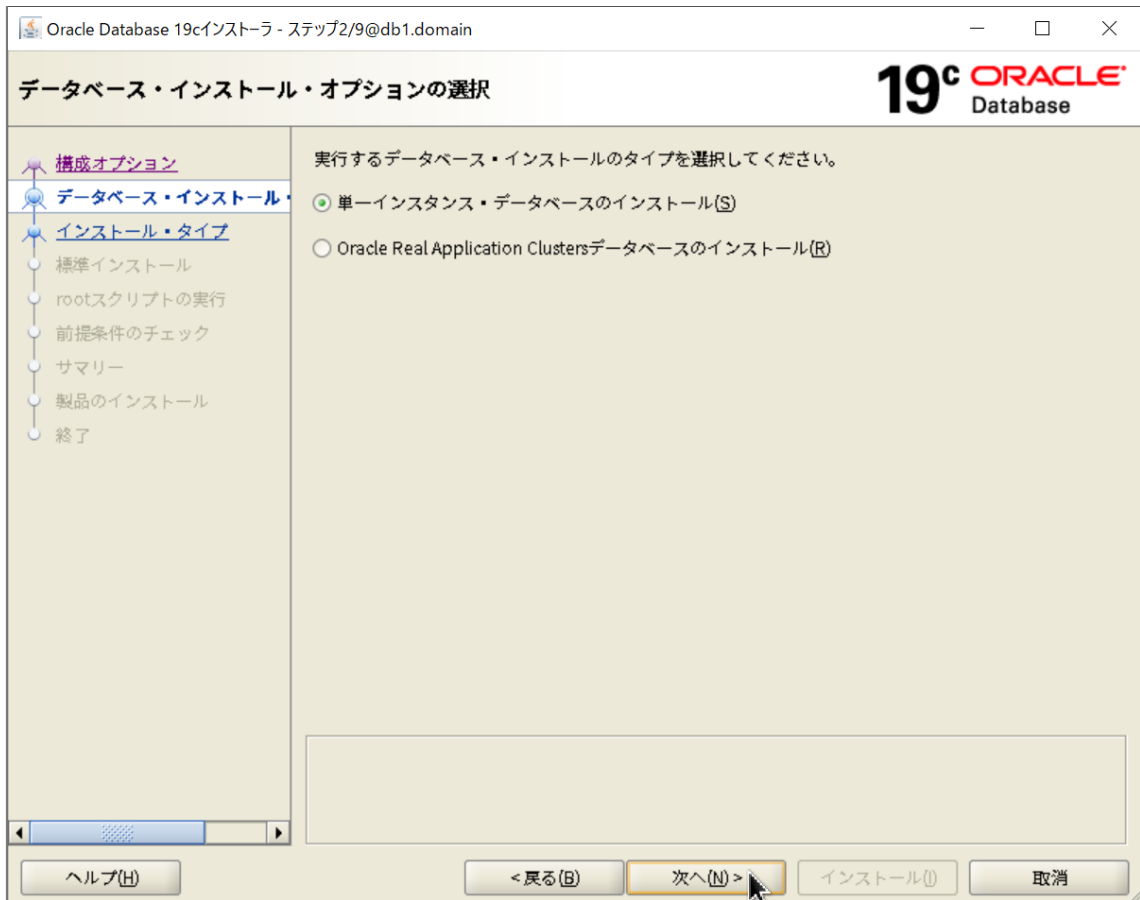 Oracle Database 19cインストーラ - ステップ2/9@db1.domain
データベース・インストール・オプションの選択
19c ORACLE
Database
構成オプション
データベース・インストール・
インストール・タイプ
標準インストール
rootスクリプトの実行
前提条件のチェック
サマリー
製品のインストール
終了
実行するデータベース・インストールのタイプを選択してください。
単一インスタンス・データベースのインストール(S)
Oracle Real Application Clustersデータベースのインストール(R)
ヘルプ(H)
<戻る(B)
次へ(N)>
インストール(I)
取消